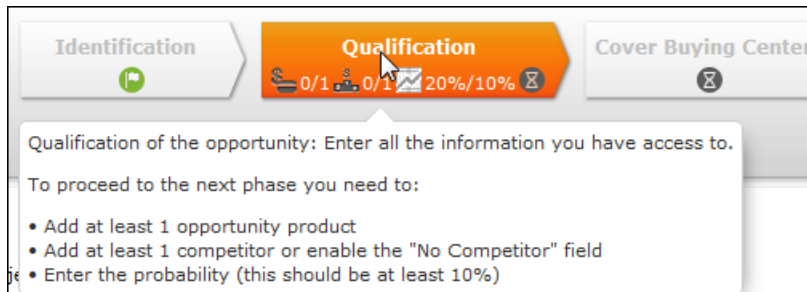 Identification
Qualification
Cover Buying Center
0/1 0/1 20%/10%
Qualification of the opportunity: Enter all the information you have access to.
To proceed to the next phase you need to:
• Add at least 1 opportunity product
• Add at least 1 competitor or enable the "No Competitor" field
• Enter the probability (this should be at least 10%)